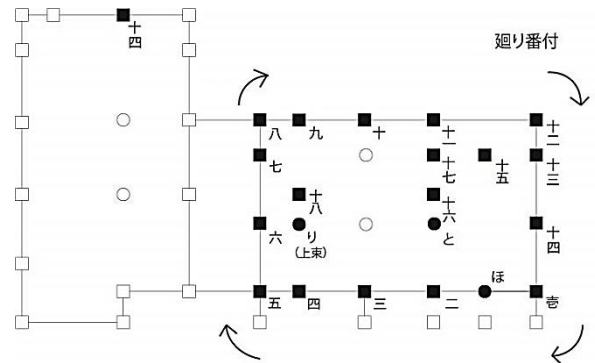 十四
廻り番付
八
九
十
十一
十二
七
十七
十五
十三
十八
十六
六
り
(上束)
と
十四
ほ
五
四
三
二
壱